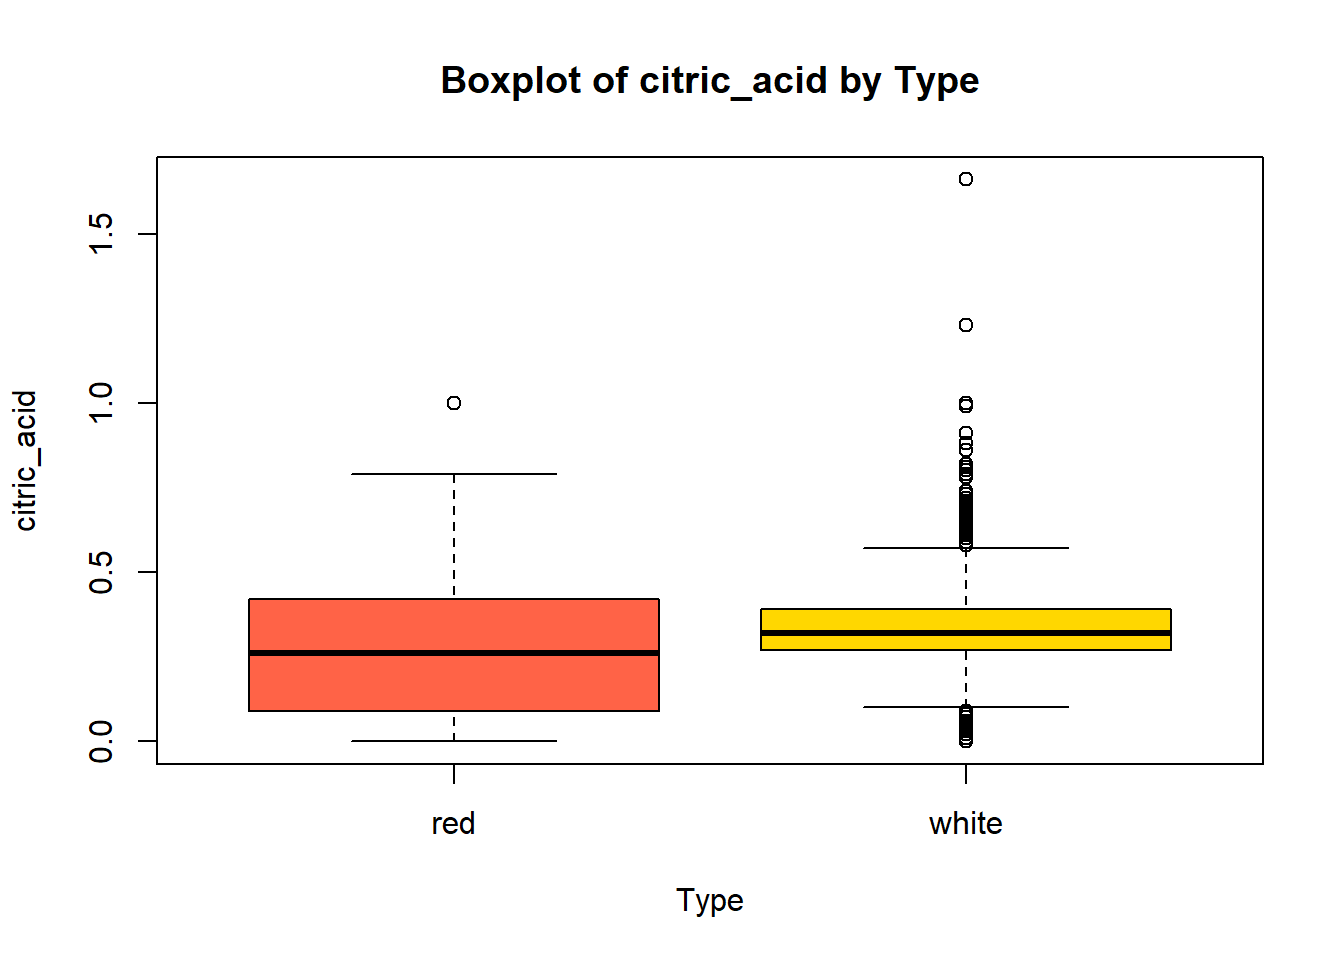 Boxplot of citric_acid by Type
citric_acid
1.5
1.0
0.5
0.0
red white
Type